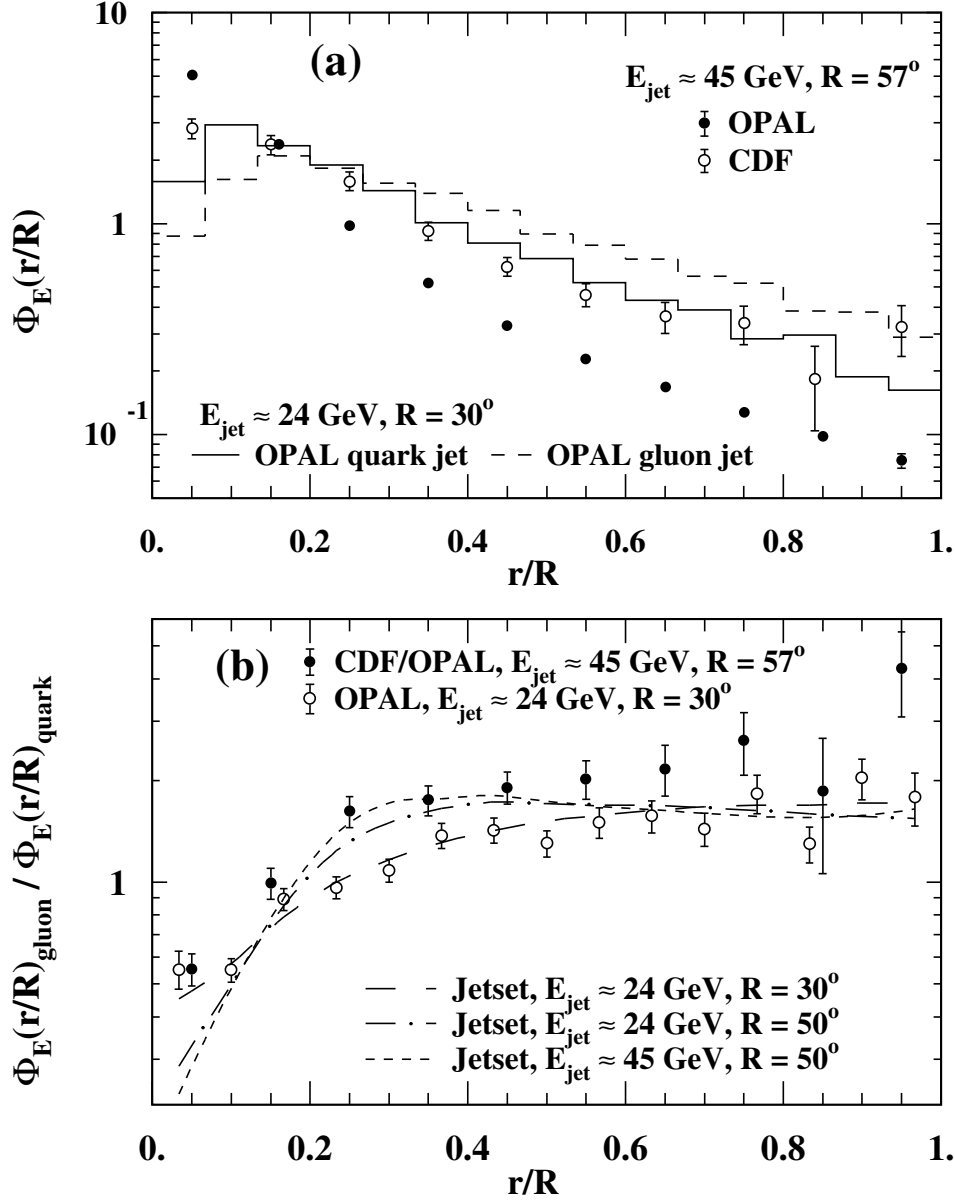 10
(a)
E_jet ≈ 45 GeV, R = 57°
OPAL
CDF
1
Φ_E(r/R)
10⁻¹
E_jet ≈ 24 GeV, R = 30°
OPAL quark jet
OPAL gluon jet
0. 0.2 0.4 0.6 0.8 1.
r/R
(b)
CDF/OPAL, E_jet ≈ 45 GeV, R = 57°
OPAL, E_jet ≈ 24 GeV, R = 30°
Φ_E(r/R)_gluon / Φ_E(r/R)_quark
1
Jetset, E_jet ≈ 24 GeV, R = 30°
Jetset, E_jet ≈ 24 GeV, R = 50°
Jetset, E_jet ≈ 45 GeV, R = 50°
0. 0.2 0.4 0.6 0.8 1.
r/R